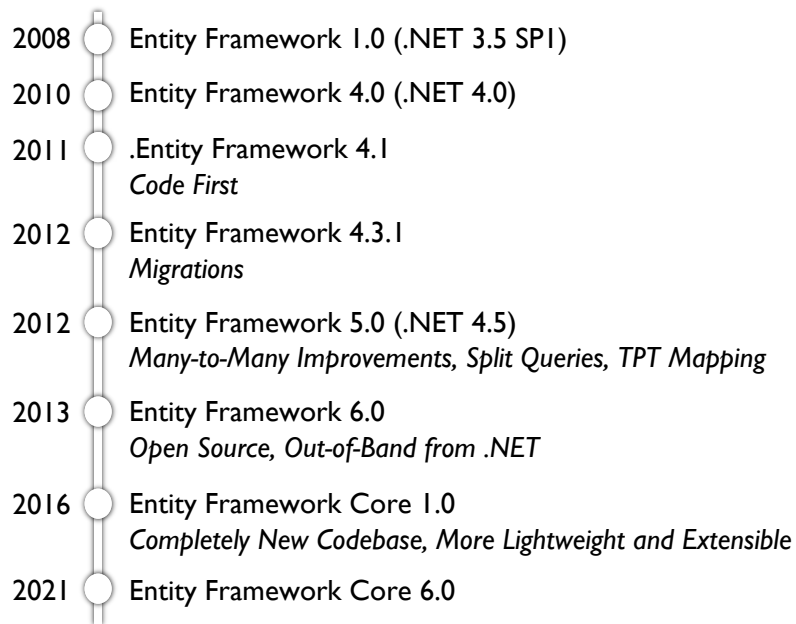 2008 Entity Framework 1.0 (.NET 3.5 SP1)
2010 Entity Framework 4.0 (.NET 4.0)
2011 .Entity Framework 4.1
Code First
2012 Entity Framework 4.3.1
Migrations
2012 Entity Framework 5.0 (.NET 4.5)
Many-to-Many Improvements, Split Queries, TPT Mapping
2013 Entity Framework 6.0
Open Source, Out-of-Band from .NET
2016 Entity Framework Core 1.0
Completely New Codebase, More Lightweight and Extensible
2021 Entity Framework Core 6.0